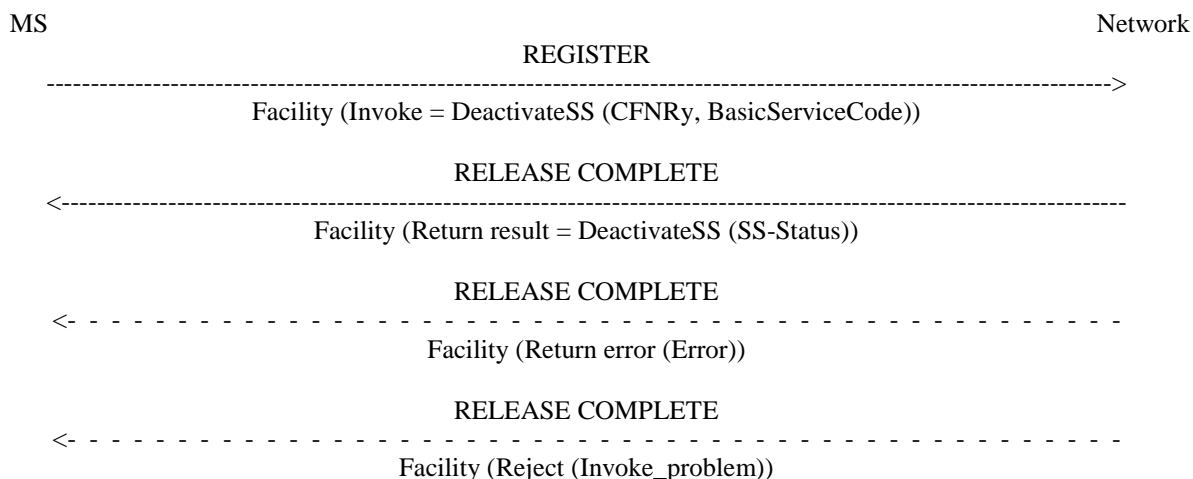 MS Network
REGISTER
------------------------------------------------------------------------------------------------------------------------>
Facility (Invoke = DeactivateSS (CFNRy, BasicServiceCode))
RELEASE COMPLETE
<------------------------------------------------------------------------------------------------------------------------
Facility (Return result = DeactivateSS (SS-Status))
RELEASE COMPLETE
<- - - - - - - - - - - - - - - - - - - - - - - - - - - - - - - - - - - - - - - - - - - - - - - -
Facility (Return error (Error))
RELEASE COMPLETE
<- - - - - - - - - - - - - - - - - - - - - - - - - - - - - - - - - - - - - - - - - - - - - - - -
Facility (Reject (Invoke_problem))